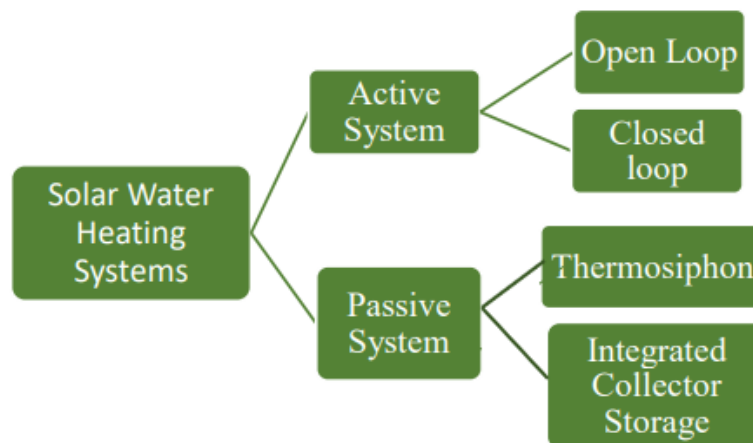 Solar Water
Heating
Systems
Active
System
Open Loop
Closed
loop
Passive
System
Thermosiphon
Integrated
Collector
Storage